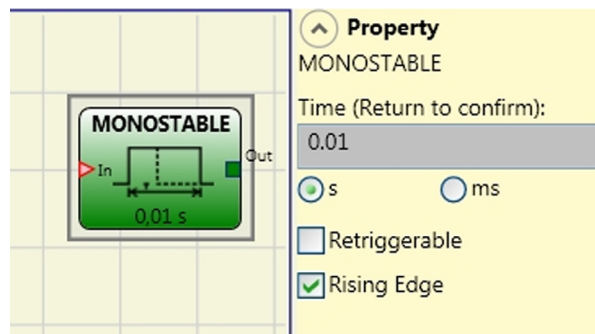 MONOSTABLE
In
Out
0,01 s
Property
MONOSTABLE
Time (Return to confirm):
0.01
s
ms
Retriggerable
Rising Edge